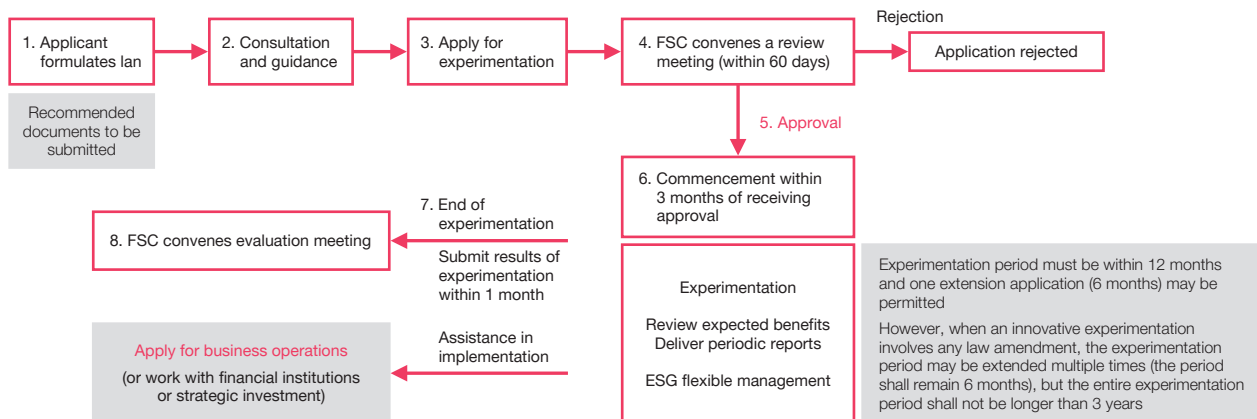 1. Applicant
formulates lan
2. Consultation
and guidance
3. Apply for
experimentation
4. FSC convenes a review
meeting (within 60 days)
Rejection
Application rejected
Recommended
documents to be
submitted
5. Approval
6. Commencement within
3 months of receiving
approval
7. End of
experimentation
8. FSC convenes evaluation meeting
Submit results of
experimentation
within 1 month
Experimentation
Review expected benefits
Deliver periodic reports
ESG flexible management
Experimentation period must be within 12 months
and one extension application (6 months) may be
permitted
However, when an innovative experimentation
involves any law amendment, the experimentation
period may be extended multiple times (the period
shall remain 6 months), but the entire experimentation
period shall not be longer than 3 years
Assistance in
implementation
Apply for business operations
(or work with financial institutions
or strategic investment)